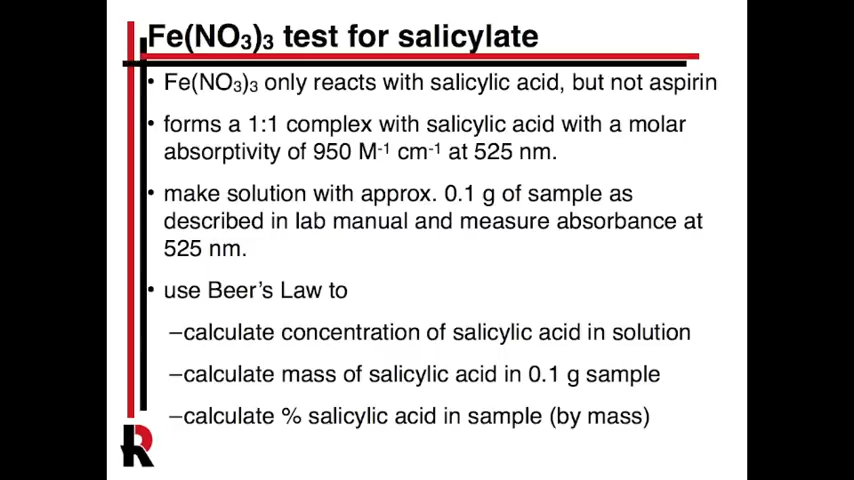 Fe(NO3)3 test for salicylate
• Fe(NO3)3 only reacts with salicylic acid, but not aspirin
• forms a 1:1 complex with salicylic acid with a molar
absorptivity of 950 M-1 cm-1 at 525 nm.
• make solution with approx. 0.1 g of sample as
described in lab manual and measure absorbance at
525 nm.
• use Beer’s Law to
–calculate concentration of salicylic acid in solution
–calculate mass of salicylic acid in 0.1 g sample
–calculate % salicylic acid in sample (by mass)
R